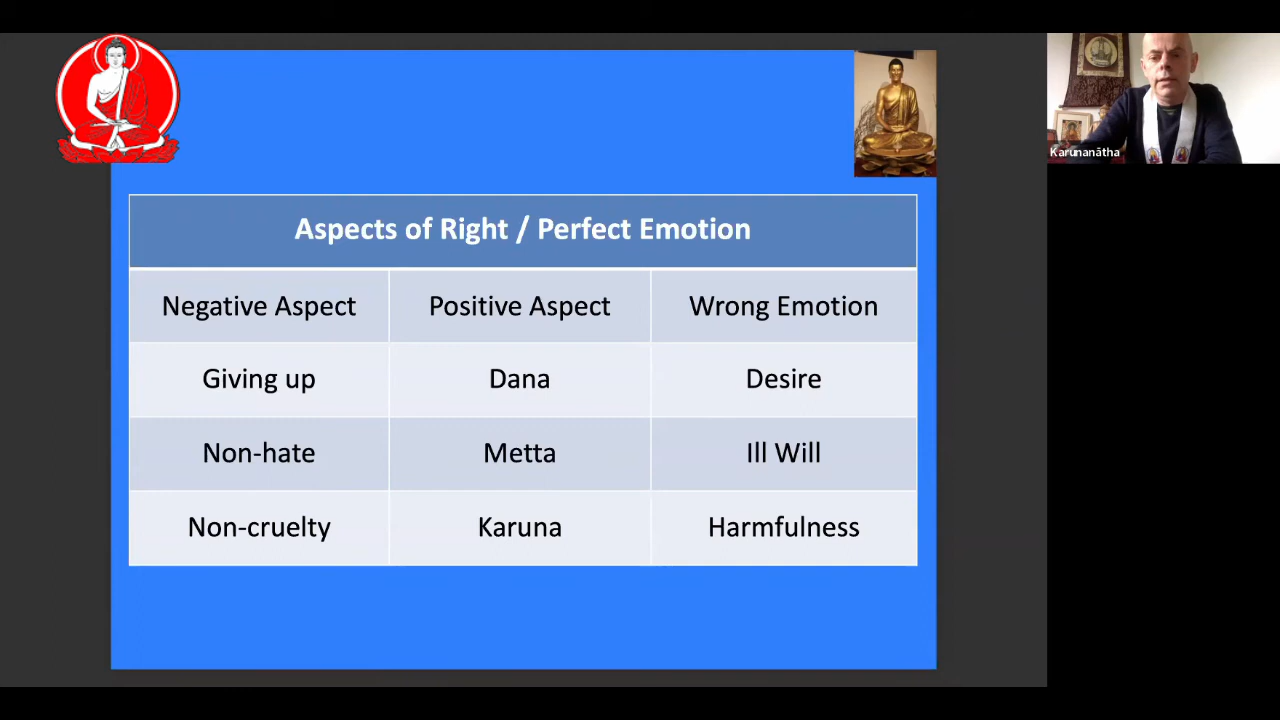 Karunanātha
Aspects of Right / Perfect Emotion
Negative Aspect
Positive Aspect
Wrong Emotion
Giving up
Dana
Desire
Non-hate
Metta
Ill Will
Non-cruelty
Karuna
Harmfulness